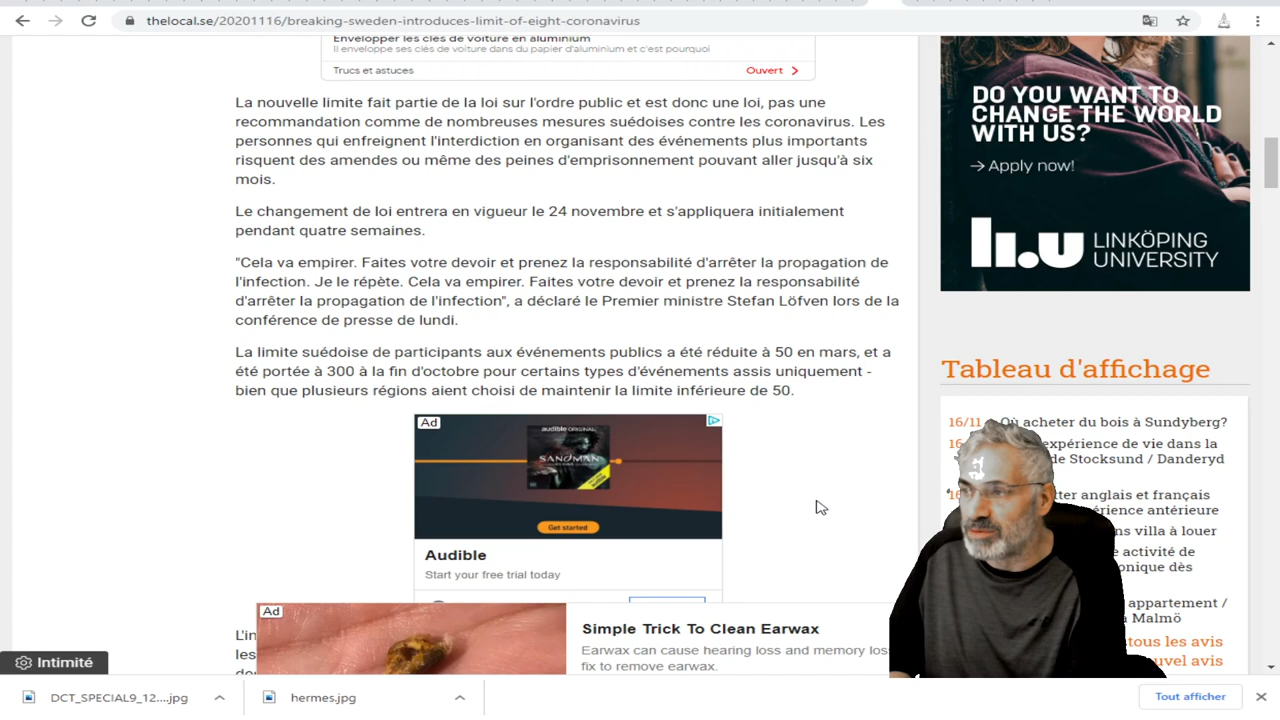 thelocal.se/20201116/breaking-sweden-introduces-limit-of-eight-coronavirus
Envelopper les clés de voiture en aluminium
Il enveloppe ses clés de voiture dans du papier d'aluminium et c'est pourquoi
Trucs et astuces
Ouvert
La nouvelle limite fait partie de la loi sur l'ordre public et est donc une loi, pas une
recommandation comme de nombreuses mesures suédoises contre les coronavirus. Les
personnes qui enfreignent l'interdiction en organisant des événements plus importants
risquent des amendes ou même des peines d'emprisonnement pouvant aller jusqu'à six
mois.
Le changement de loi entrera en vigueur le 24 novembre et s'appliquera initialement
pendant quatre semaines.
"Cela va empirer. Faites votre devoir et prenez la responsabilité d'arrêter la propagation de
l'infection. Je le répète. Cela va empirer. Faites votre devoir et prenez la responsabilité
d'arrêter la propagation de l'infection", a déclaré le Premier ministre Stefan Löfven lors de la
conférence de presse de lundi.
La limite suédoise de participants aux événements publics a été réduite à 50 en mars, et a
été portée à 300 à la fin d'octobre pour certains types d'événements assis uniquement -
bien que plusieurs régions aient choisi de maintenir la limite inférieure de 50.
Ad
audible ORIGINAL
SANDMAN
Get started
Audible
Start your free trial today
Ad
Simple Trick To Clean Earwax
Earwax can cause hearing loss and memory
fix to remove earwax.
L'in
les
Intimité
DO YOU WANT TO
CHANGE THE WORLD
WITH US?
→ Apply now!
li.u LINKÖPING
UNIVERSITY
Tableau d'affichage
16/11 Où acheter du bois à Sundyberg?
expérience de vie dans la
de Stocksund / Danderyd
anglais et français
antérieure
villa à louer
activité de
dès
appartement /
à Malmö
tous les avis
avis
DCT_SPECIAL9_12....jpg
hermes.jpg
Tout afficher